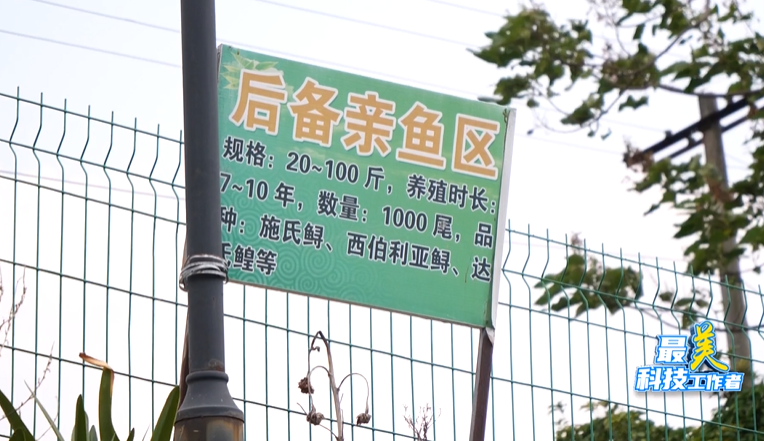 后备亲鱼区
规格：20~100 斤，养殖时长：
7~10 年，数量：1000 尾，品
种：施氏鲟、西伯利亚鲟、达
氏鳇等
最美
科技工作者